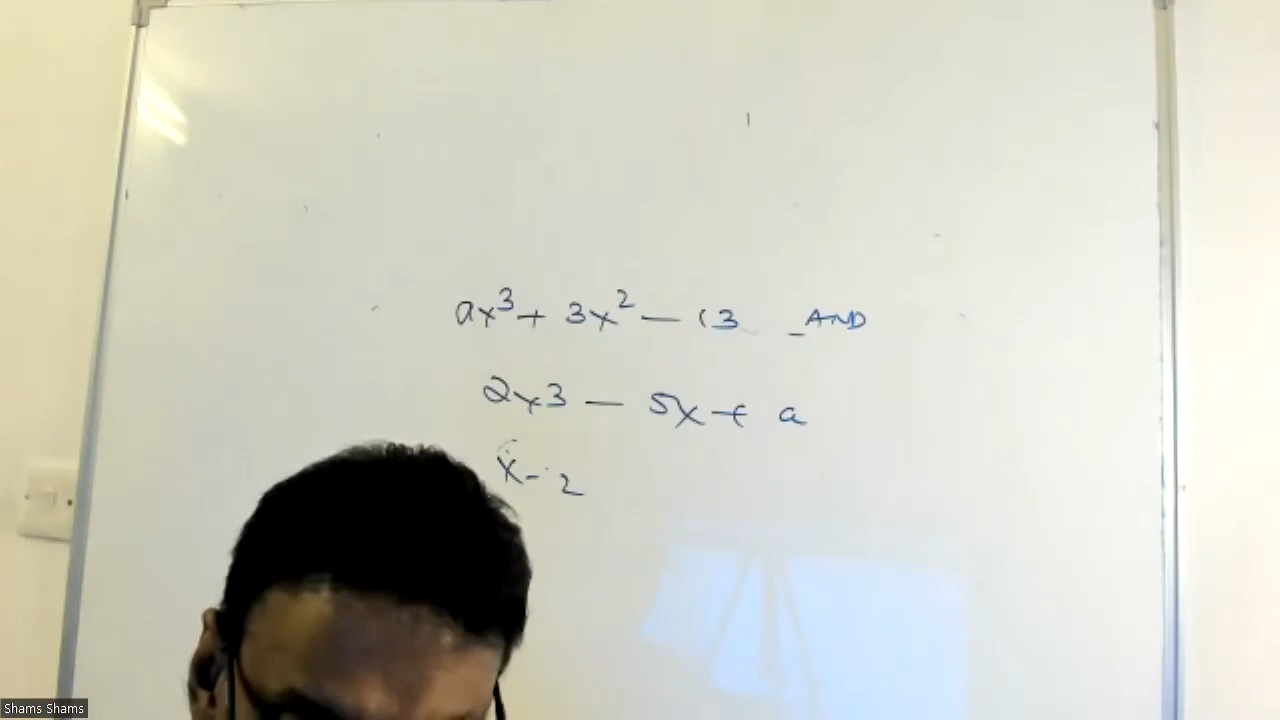 ax³ + 3x² - 13 AND
2x3 - 5x + a
x - 2
Shams Shams